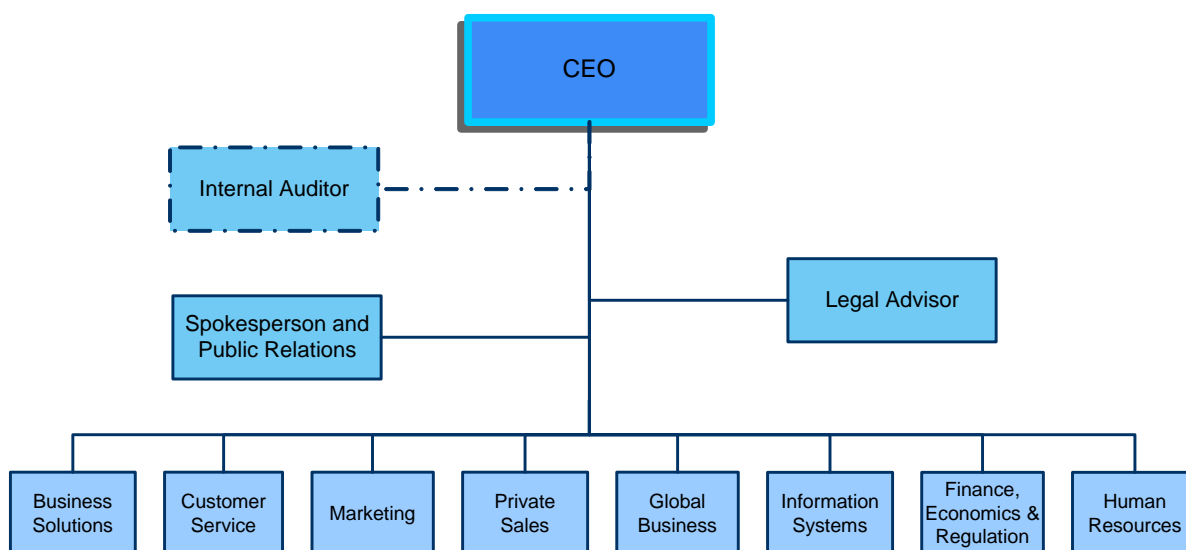 CEO
Internal Auditor
Legal Advisor
Spokesperson and
Public Relations
Business
Solutions
Customer
Service
Marketing
Private
Sales
Global
Business
Information
Systems
Finance,
Economics &
Regulation
Human
Resources